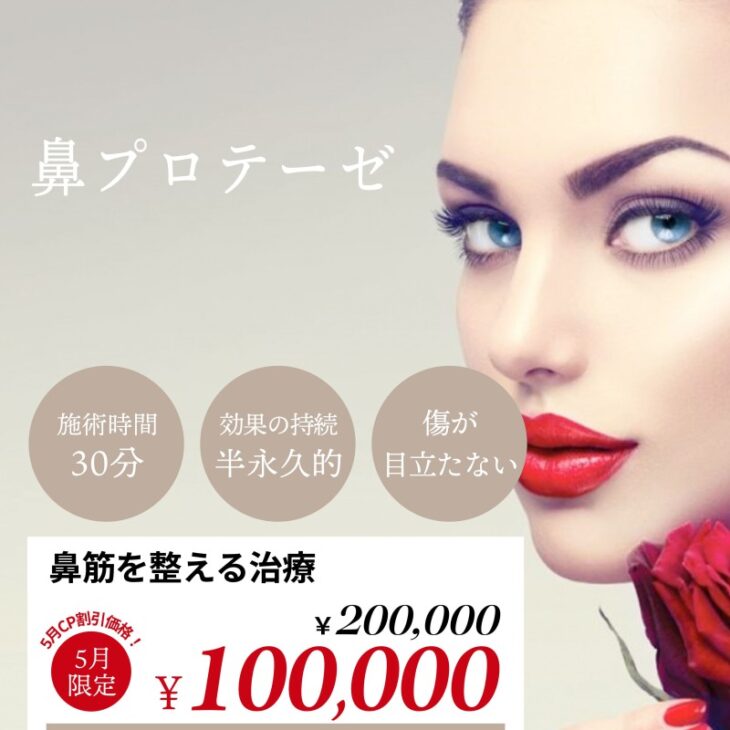 鼻プロテーゼ
施術時間
30分
効果の持続
半永久的
傷が
目立たない
鼻筋を整える治療
5月CP割引価格！
5月
限定
¥200,000
¥100,000